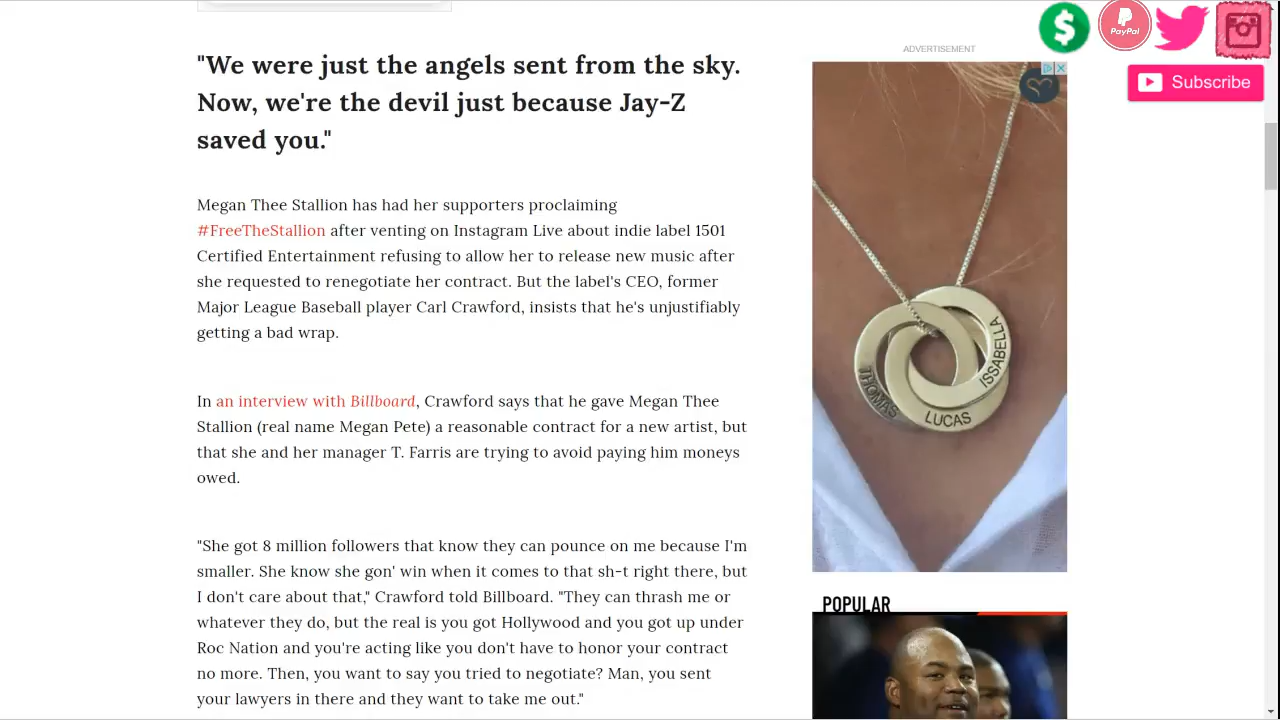 "We were just the angels sent from the sky.
Now, we're the devil just because Jay-Z
saved you."
Megan Thee Stallion has had her supporters proclaiming
#FreeTheStallion after venting on Instagram Live about indie label 1501
Certified Entertainment refusing to allow her to release new music after
she requested to renegotiate her contract. But the label's CEO, former
Major League Baseball player Carl Crawford, insists that he's unjustifiably
getting a bad wrap.
In an interview with Billboard, Crawford says that he gave Megan Thee
Stallion (real name Megan Pete) a reasonable contract for a new artist, but
that she and her manager T. Farris are trying to avoid paying him moneys
owed.
"She got 8 million followers that know they can pounce on me because I'm
smaller. She know she gon' win when it comes to that sh-t right there, but
I don't care about that," Crawford told Billboard. "They can thrash me or
whatever they do, but the real is you got Hollywood and you got up under
Roc Nation and you're acting like you don't have to honor your contract
no more. Then, you want to say you tried to negotiate? Man, you sent
your lawyers in there and they want to take me out."
ADVERTISEMENT
$
PayPal
Subscribe
THOMAS
LUCAS
ISSABELLA
POPULAR